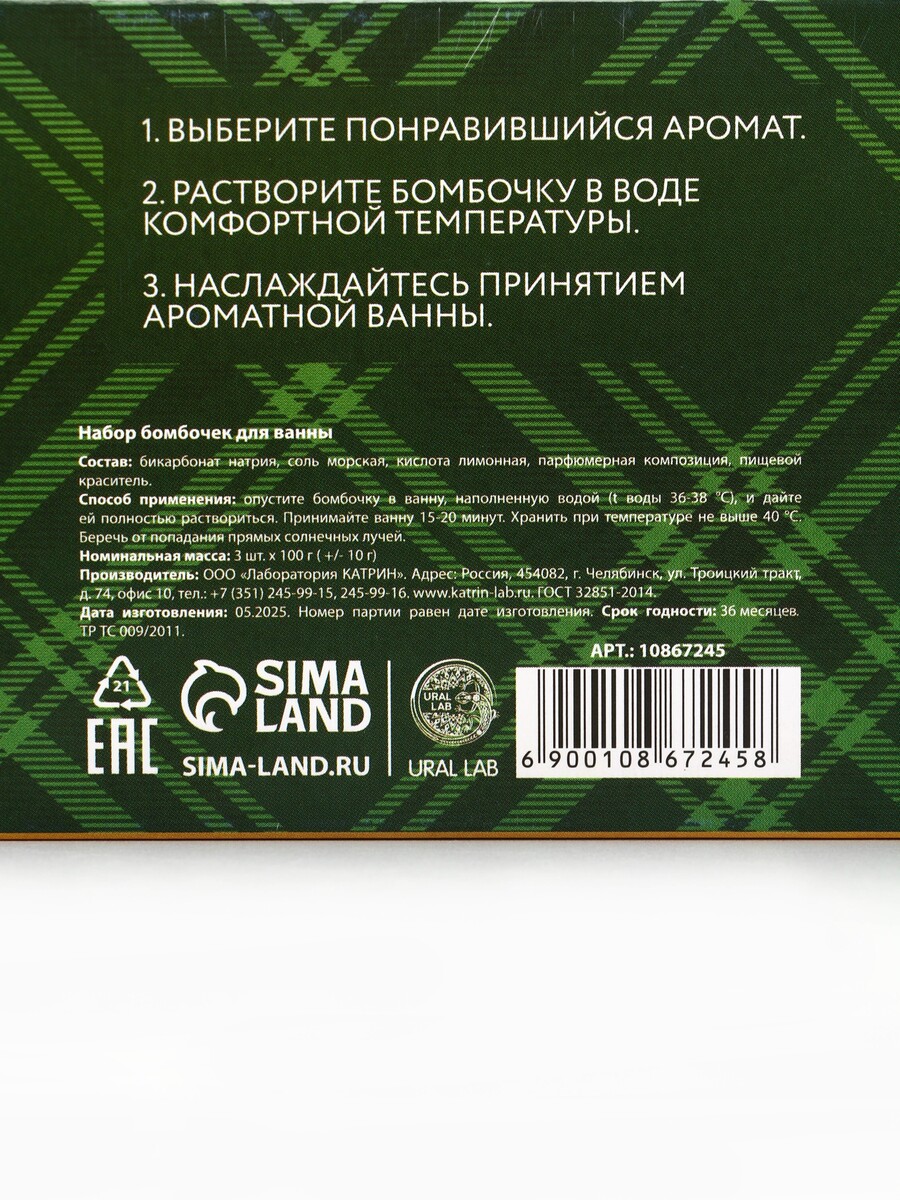 1. ВЫБЕРИТЕ ПОНРАВИВШИЙСЯ АРОМАТ.
2. РАСТВОРИТЕ БОМБОЧКУ В ВОДЕ
КОМФОРТНОЙ ТЕМПЕРАТУРЫ.
3. НАСЛАЖДАЙТЕСЬ ПРИНЯТИЕМ
АРОМАТНОЙ ВАННЫ.
Набор бомбочек для ванны
Состав: бикарбонат натрия, соль морская, кислота лимонная, парфюмерная композиция, пищевой
краситель.
Способ применения: опустите бомбочку в ванну, наполненную водой (t воды 36-38 °C), и дайте
ей полностью раствориться. Принимайте ванну 15-20 минут. Хранить при температуре не выше 40 °C.
Беречь от попадания прямых солнечных лучей.
Номинальная масса: 3 шт. х 100 г ( +/- 10 г)
Производитель: ООО «Лаборатория КАТРИН». Адрес: Россия, 454082, г. Челябинск, ул. Троицкий тракт,
д. 74, офис 10, тел.: +7 (351) 245-99-15, 245-99-16. www.katrin-lab.ru. ГОСТ 32851-2014.
Дата изготовления: 05.2025. Номер партии равен дате изготовления. Срок годности: 36 месяцев.
ТР ТС 009/2011.
АРТ.: 10867245
21
EAC
SIMA
LAND
SIMA-LAND.RU
URAL
LAB
URAL LAB
6 900108 672458